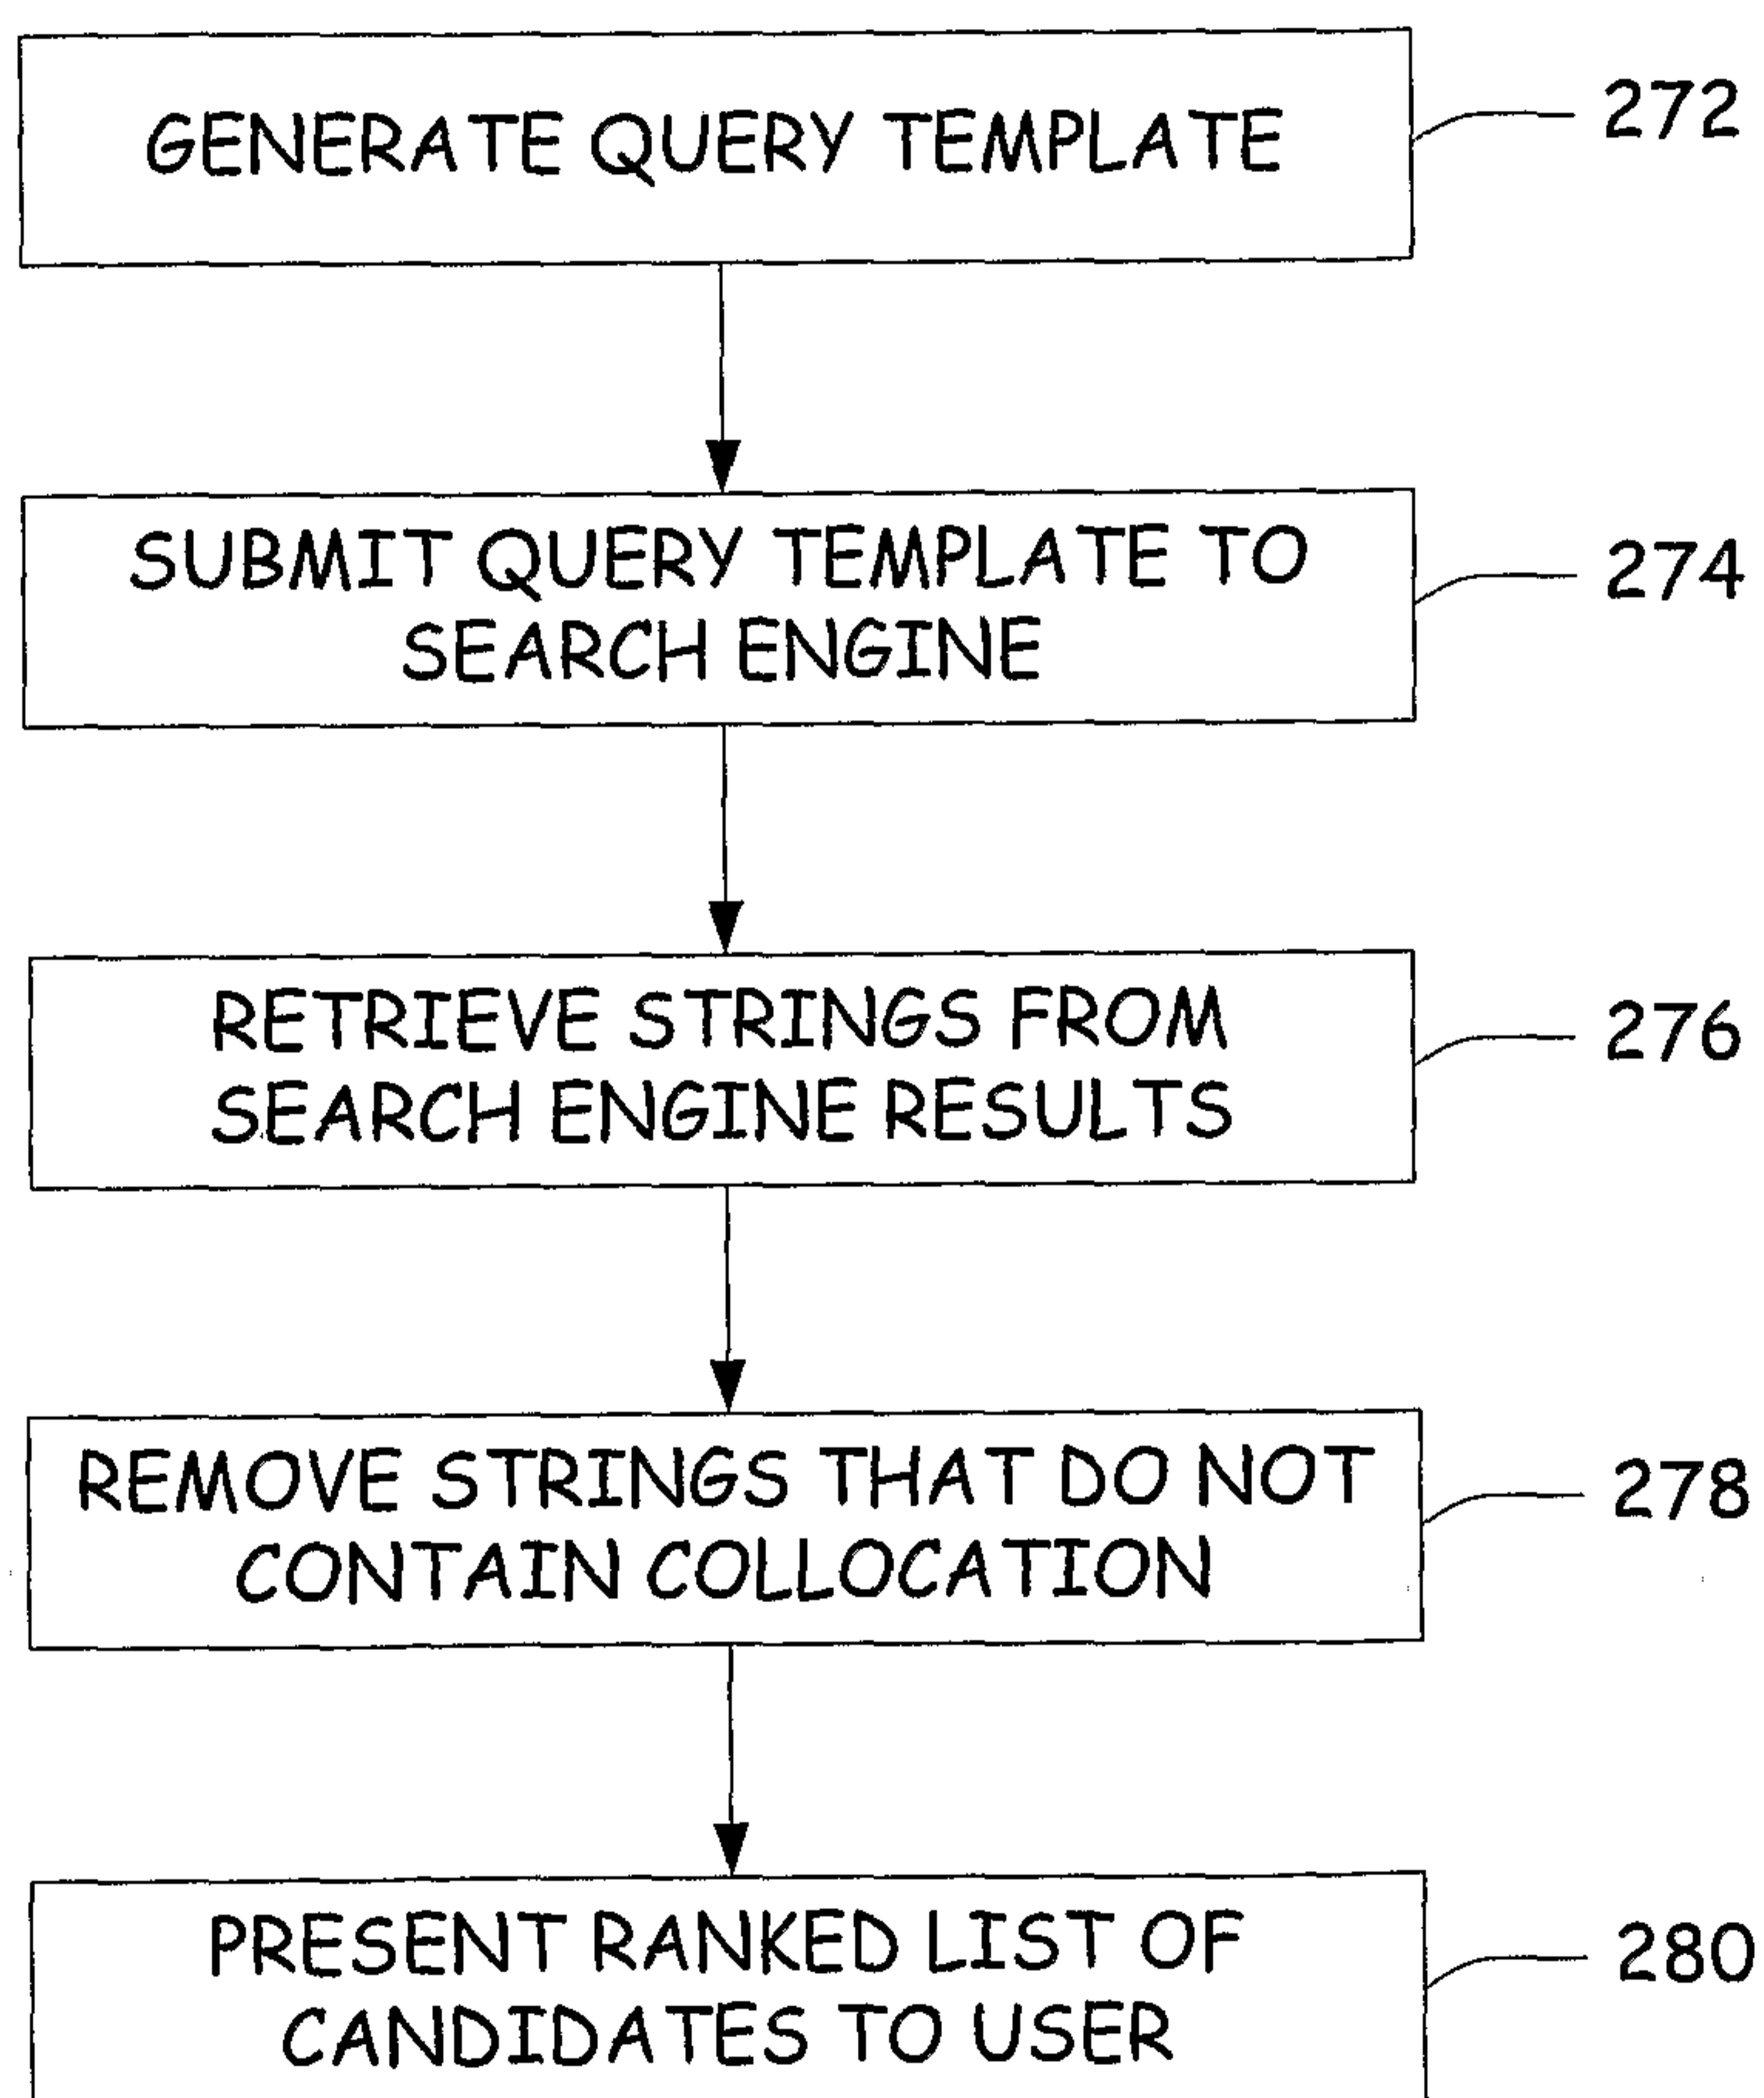 GENERATE QUERY TEMPLATE
272
SUBMIT QUERY TEMPLATE TO
SEARCH ENGINE
274
RETRIEVE STRINGS FROM
SEARCH ENGINE RESULTS
276
REMOVE STRINGS THAT DO NOT
CONTAIN COLLOCATION
278
PRESENT RANKED LIST OF
CANDIDATES TO USER
280